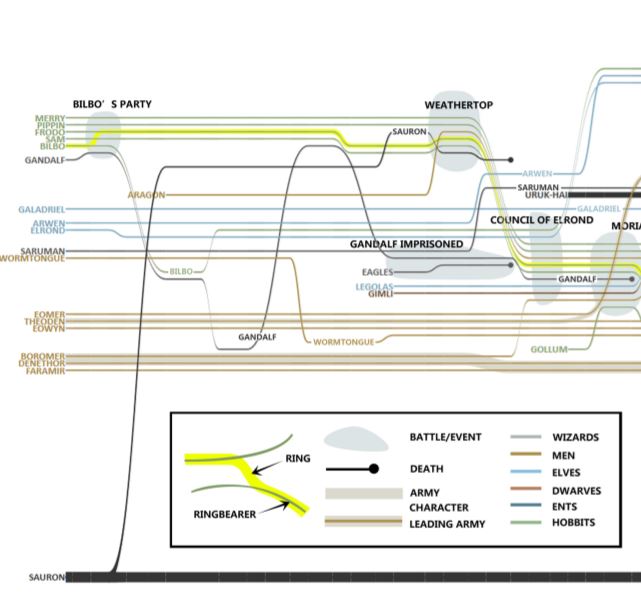 BILBO' S PARTY
WEATHERTOP
MERRY
PIPPIN
FRODO
SAM
BILBO
GANDALF
SAURON
ARAGON
ARWEN
SARUMAN
URUK-HAI
GALADRIEL
GALADRIEL
ARWEN
ELROND
COUNCIL OF ELROND
MORIA
GANDALF IMPRISONED
SARUMAN
WORMTONGUE
BILBO
EAGLES
GANDALF
LEGOLAS
GIMLI
EOMER
THEODEN
EOWYN
GANDALF
WORMTONGUE
GOLLUM
BOROMER
DENETHOR
FARAMIR
RING
RINGBEARER
BATTLE/EVENT
DEATH
ARMY
CHARACTER
LEADING ARMY
WIZARDS
MEN
ELVES
DWARVES
ENTS
HOBBITS
SAURON